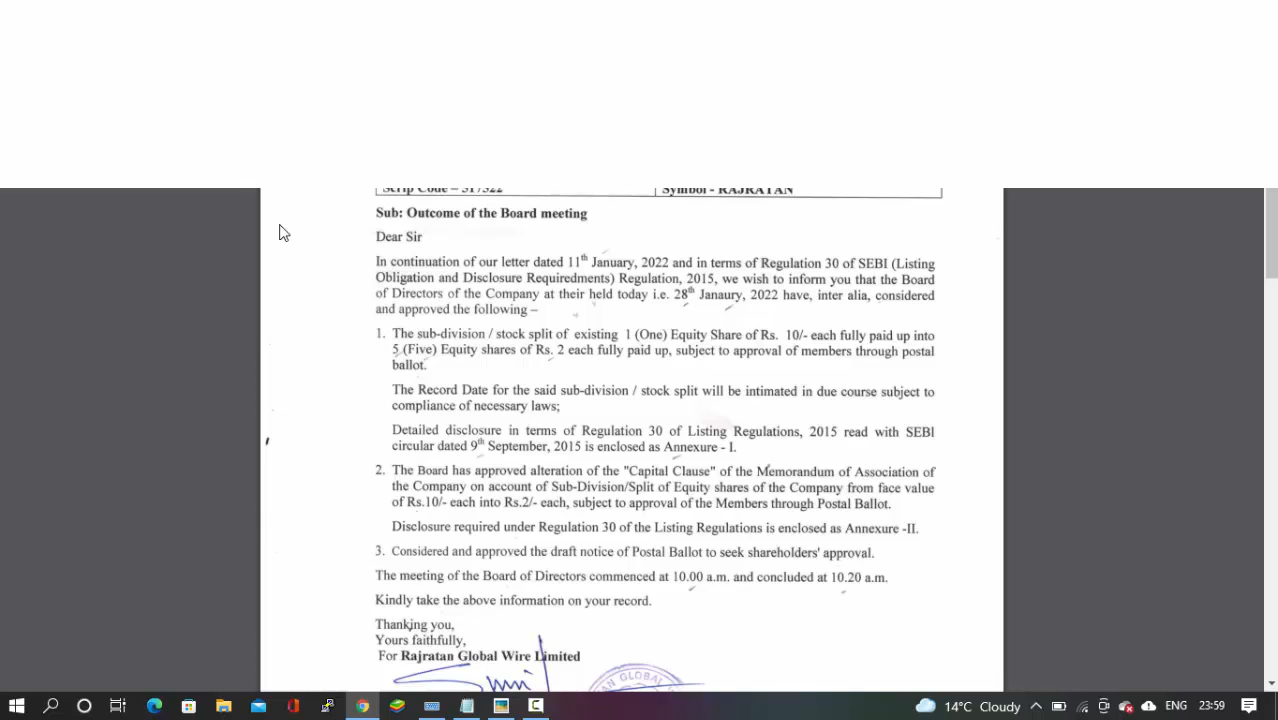 Scrip Code – 517522 Symbol - RAJRATAN
Sub: Outcome of the Board meeting
Dear Sir
In continuation of our letter dated 11th January, 2022 and in terms of Regulation 30 of SEBI (Listing
Obligation and Disclosure Requiredments) Regulation, 2015, we wish to inform you that the Board
of Directors of the Company at their held today i.e. 28th Janaury, 2022 have, inter alia, considered
and approved the following –
1. The sub-division / stock split of existing 1 (One) Equity Share of Rs. 10/- each fully paid up into
5 (Five) Equity shares of Rs. 2 each fully paid up, subject to approval of members through postal
ballot.
The Record Date for the said sub-division / stock split will be intimated in due course subject to
compliance of necessary laws;
Detailed disclosure in terms of Regulation 30 of Listing Regulations, 2015 read with SEBI
circular dated 9th September, 2015 is enclosed as Annexure - I.
2. The Board has approved alteration of the "Capital Clause" of the Memorandum of Association of
the Company on account of Sub-Division/Split of Equity shares of the Company from face value
of Rs.10/- each into Rs.2/- each, subject to approval of the Members through Postal Ballot.
Disclosure required under Regulation 30 of the Listing Regulations is enclosed as Annexure -II.
3. Considered and approved the draft notice of Postal Ballot to seek shareholders' approval.
The meeting of the Board of Directors commenced at 10.00 a.m. and concluded at 10.20 a.m.
Kindly take the above information on your record.
Thanking you,
Yours faithfully,
For Rajratan Global Wire Limited
GLOBAL
14°C Cloudy ENG 23:59